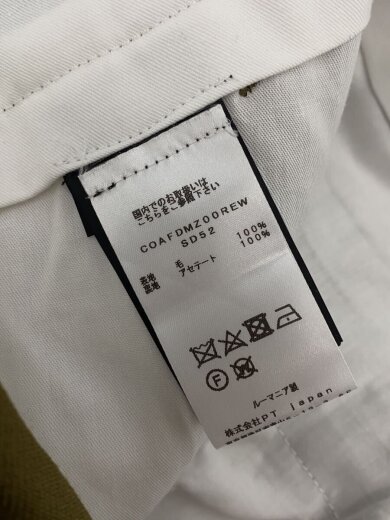 国内でのお取扱いは
こちらをご参照下さい
COAFDMZ00REW
SD52
表地 毛 100%
裏地 アセテート 100%
F W
ルーマニア製
株式会社PT japan